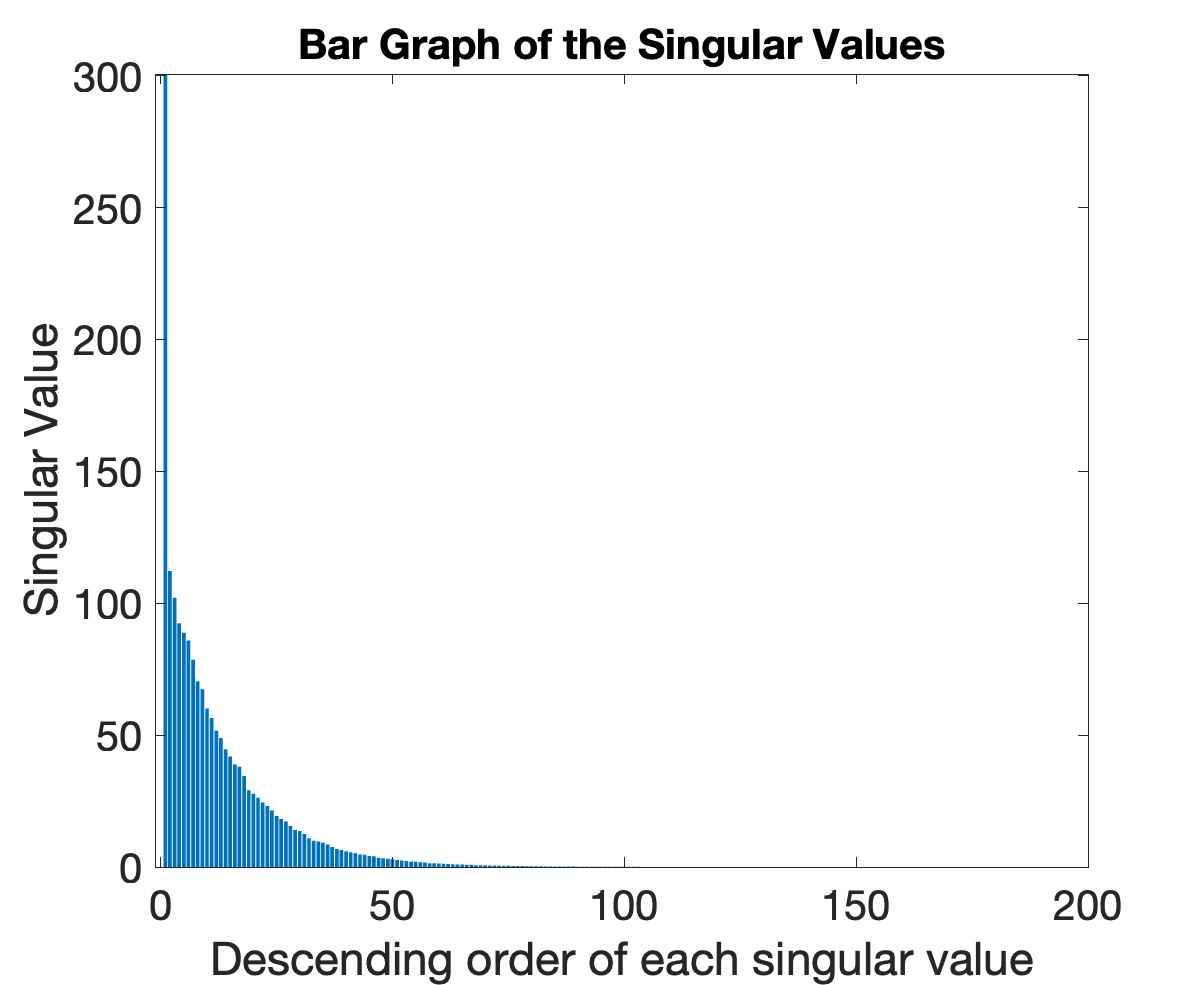 Bar Graph of the Singular Values
300
250
200
150
100
50
0
Singular Value
0 50 100 150 200
Descending order of each singular value